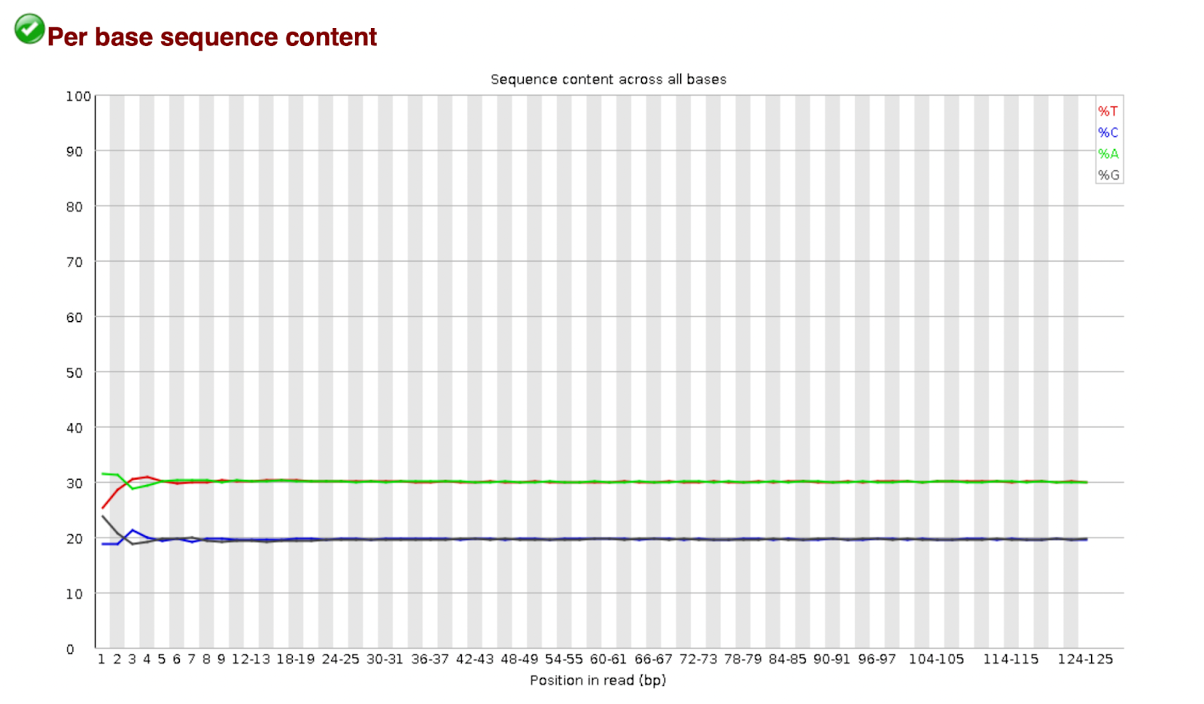 Per base sequence content
Sequence content across all bases
%T
%C
%A
%G
100
90
80
70
60
50
40
30
20
10
0
1 2 3 4 5 6 7 8 9 12-13 18-19 24-25 30-31 36-37 42-43 48-49 54-55 60-61 66-67 72-73 78-79 84-85 90-91 96-97 104-105 114-115 124-125
Position in read (bp)